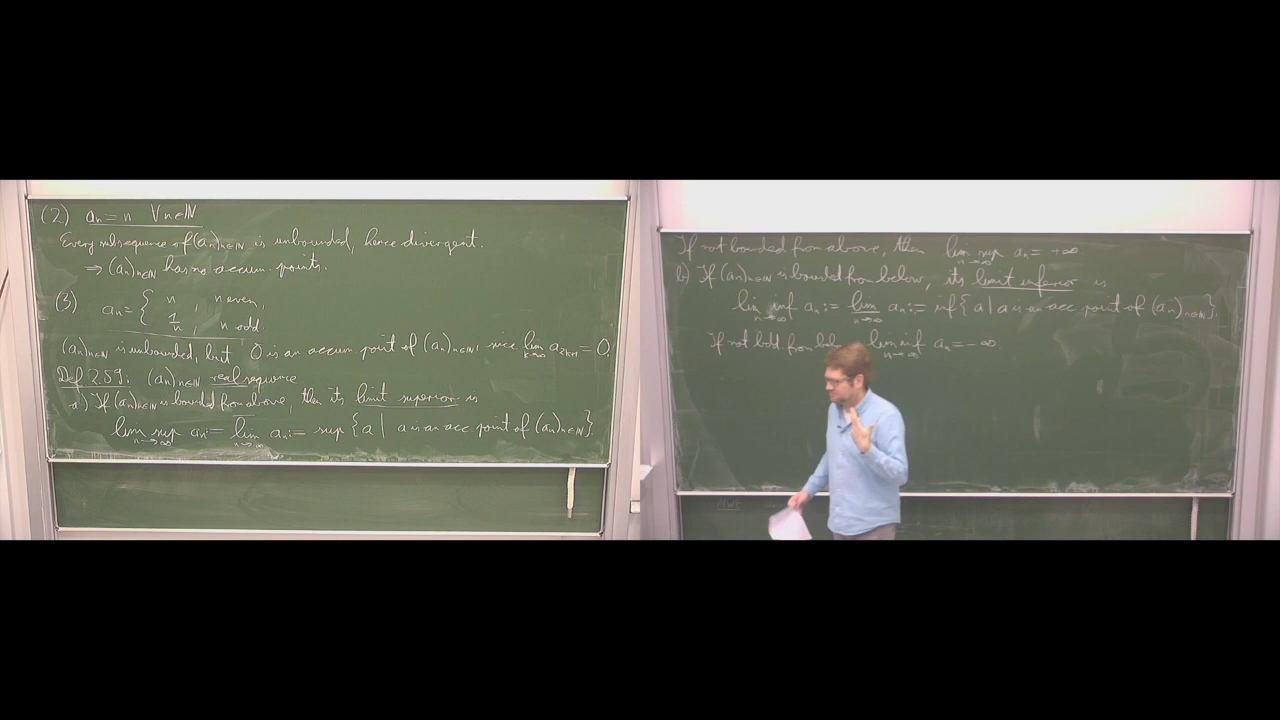 (2) aₙ = n ∀n∈ℕ
Every subsequence of (aₙ)ₙ∈ℕ is unbounded, hence divergent.
⇒ (aₙ)ₙ∈ℕ has no accum. points.
(3) aₙ = { n , n even,
1/n , n odd.
(aₙ)ₙ∈ℕ is unbounded, but 0 is an accum. point of (aₙ)ₙ∈ℕ, since lim k→∞ a₂ₖ₊₁ = 0.
Def 2.59: (aₙ)ₙ∈ℕ real sequence
a) If (aₙ)ₙ∈ℕ is bounded from above, then its limit superior is
lim sup n→∞ aₙ := lim̅ n→∞ aₙ := sup {a | a is an acc. point of (aₙ)ₙ∈ℕ}.
If not bounded from above, then lim sup n→∞ aₙ = +∞
b) If (aₙ)ₙ∈ℕ is bounded from below, its limit inferior is
lim inf n→∞ aₙ := lim̲ n→∞ aₙ := inf {a | a is an acc. point of (aₙ)ₙ∈ℕ}.
If not bdd. from lim inf n→∞ aₙ = -∞